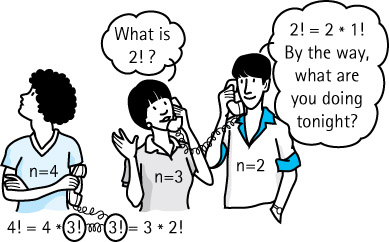 What is
2! ?
2! = 2 * 1!
By the way,
what are
you doing
tonight?
n=4
n=3
n=2
4! = 4 * 3! 3! = 3 * 2!